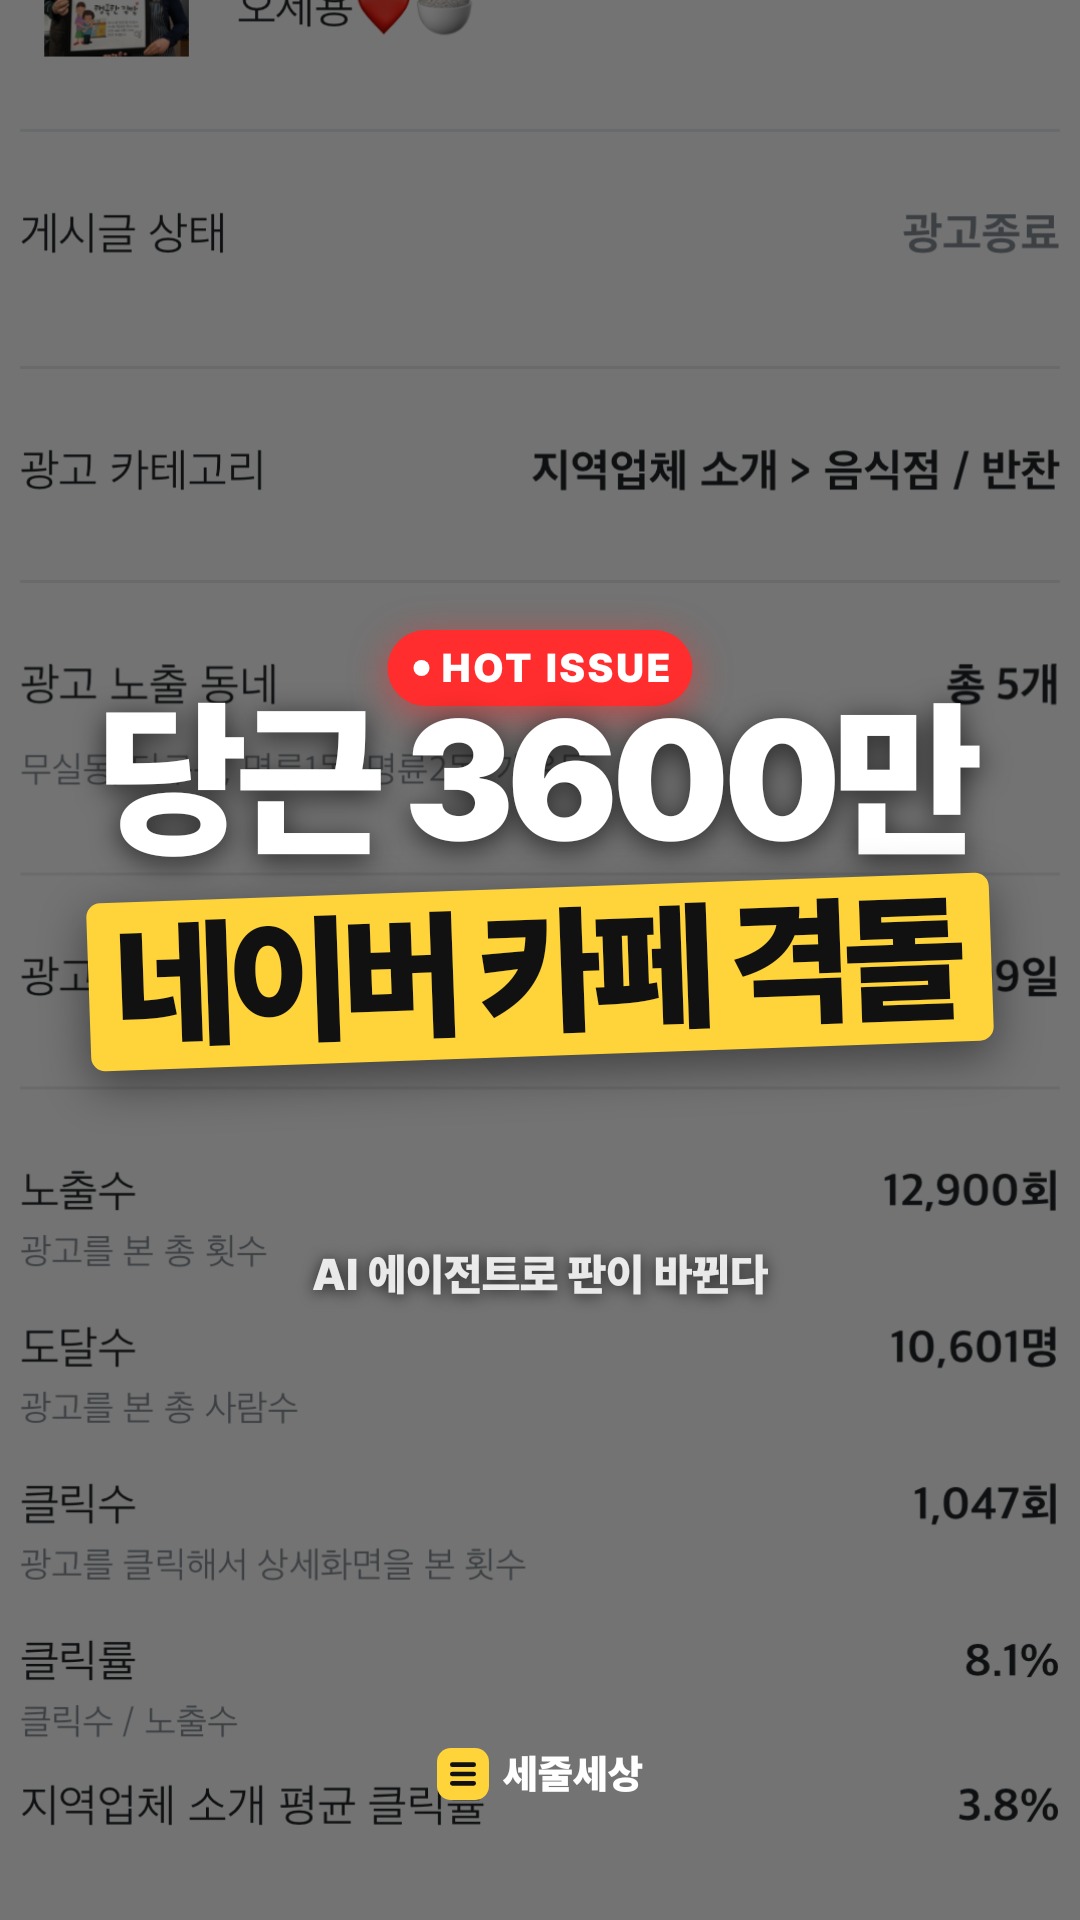 오세용❤️🍚
게시글 상태 광고종료
광고 카테고리 지역업체 소개 > 음식점 / 반찬
• HOT ISSUE
광고 노출 동네 총 5개
당근 3600만
네이버 카페 격돌
광고 9일
노출수 12,900회
광고를 본 총 횟수
AI 에이전트로 판이 바뀐다
도달수 10,601명
광고를 본 총 사람수
클릭수 1,047회
광고를 클릭해서 상세화면을 본 횟수
클릭률 8.1%
클릭수 / 노출수
세줄세상
지역업체 소개 평균 클릭률 3.8%